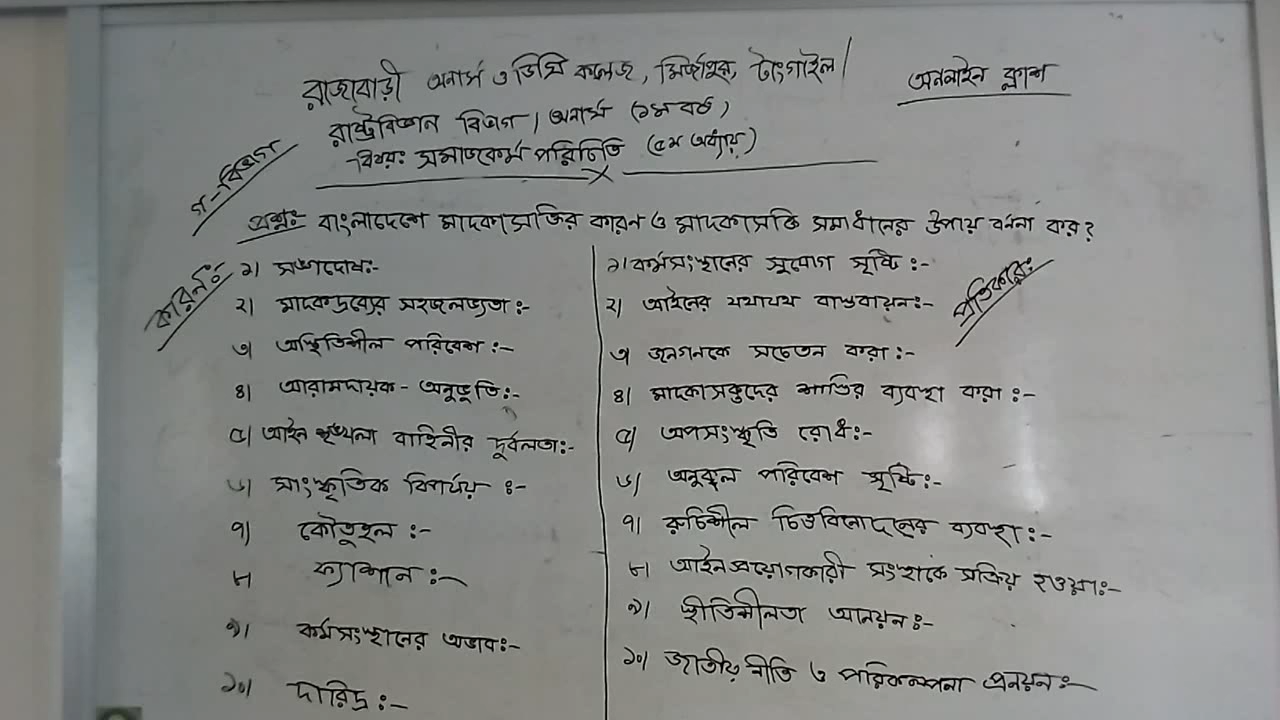 রাজাবাড়ী অনার্স ও ডিগ্রি কলেজ, মির্জাপুর, টাংগাইল।
অনলাইন ক্লাশ
রাষ্ট্রবিজ্ঞান বিভাগ। অনার্স (১ম বর্ষ)
বিষয়: সমাজকর্ম পরিচিতি (৫ম অধ্যায়)
গ-বিভাগ
প্রশ্নঃ বাংলাদেশে মাদকাসক্তির কারন ও মাদকাসক্তি সমাধানের উপায় বর্ননা কর?
কারনঃ
১। সঙ্গদোষ:-
২। মাদকদ্রব্যের সহজলভ্যতা:-
৩। অস্থিতিশীল পরিবেশ:-
৪। আরামদায়ক - অনুভূতি:-
৫। আইন শৃঙ্খলা বাহিনীর দুর্বলতা:-
৬। সাংস্কৃতিক বিপর্যয় :-
৭। কৌতুহল :-
৮। ফ্যাশান :-
৯। কর্মসংস্থানের অভাব:-
১০। দারিদ্র :-
প্রতিকারঃ
১। কর্মসংস্থানের সুযোগ সৃষ্টি :-
২। আইনের যথাযথ বাস্তবায়ন:-
৩। জনগনকে সচেতন করা:-
৪। মাদকাসক্তদের শাস্তির ব্যবস্থা করা :-
৫। অপসংস্কৃতি রোধ:-
৬। অনুকূল পরিবেশ সৃষ্টি:-
৭। রুচিশীল চিত্তবিনোদনের ব্যবস্থা:-
৮। আইন প্রয়োগকারী সংস্থাকে সক্রিয় হওয়া:-
৯। স্থীতিশীলতা আনয়ন:-
১০। জাতীয় নীতি ও পরিকল্পনা প্রনয়ন:-